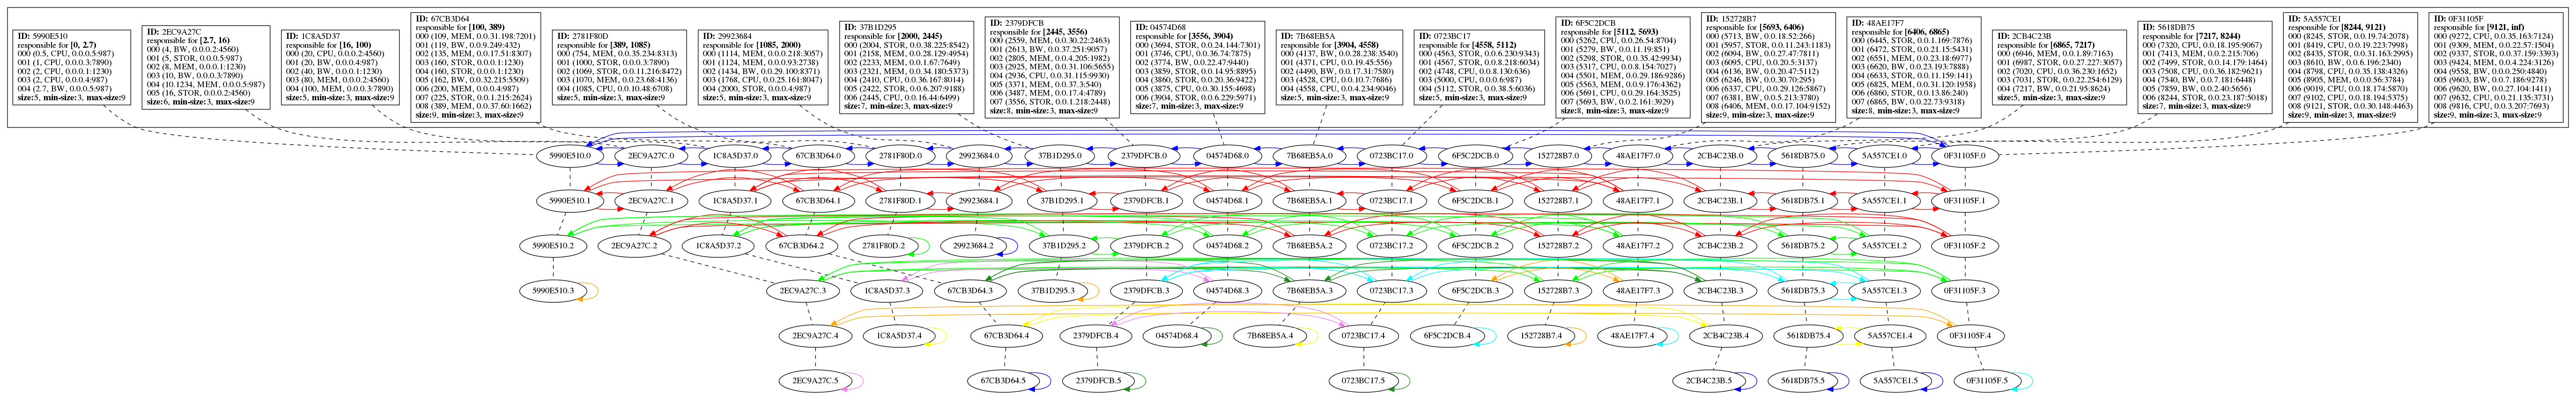 ID: 5990E510
responsible for [0, 2.7)
000 (0.5, CPU, 0.0.0.5:987)
001 (1, CPU, 0.0.0.3:7890)
002 (2, CPU, 0.0.0.1:1230)
003 (2, CPU, 0.0.0.4:987)
004 (2.7, BW, 0.0.0.5:987)
size:5, min-size:3, max-size:9
ID: 2EC9A27C
responsible for [2.7, 16)
000 (4, BW, 0.0.0.2:4560)
001 (5, STOR, 0.0.0.5:987)
002 (8, MEM, 0.0.0.1:1230)
003 (10, BW, 0.0.0.3:7890)
004 (10.1234, MEM, 0.0.0.5:987)
005 (16, STOR, 0.0.0.2:4560)
size:6, min-size:3, max-size:9
ID: 1C8A5D37
responsible for [16, 100)
000 (20, CPU, 0.0.0.2:4560)
001 (20, BW, 0.0.0.4:987)
002 (40, BW, 0.0.0.1:1230)
003 (80, MEM, 0.0.0.2:4560)
004 (100, MEM, 0.0.0.3:7890)
size:5, min-size:3, max-size:9
ID: 67CB3D64
responsible for [100, 389)
000 (109, MEM, 0.0.31.198:7201)
001 (119, BW, 0.0.9.249:432)
002 (135, MEM, 0.0.17.51:8307)
003 (160, STOR, 0.0.0.1:1230)
004 (160, STOR, 0.0.0.1:1230)
005 (162, BW, 0.0.32.215:5509)
006 (200, MEM, 0.0.0.4:987)
007 (225, STOR, 0.0.1.215:2624)
008 (389, MEM, 0.0.37.60:1662)
size:9, min-size:3, max-size:9
ID: 2781F80D
responsible for [389, 1085)
000 (754, MEM, 0.0.35.234:8313)
001 (1000, STOR, 0.0.0.3:7890)
002 (1069, STOR, 0.0.11.216:8472)
003 (1070, MEM, 0.0.23.68:4136)
004 (1085, CPU, 0.0.10.48:6708)
size:5, min-size:3, max-size:9
ID: 29923684
responsible for [1085, 2000)
000 (1114, MEM, 0.0.0.218:3057)
001 (1124, MEM, 0.0.0.93:2738)
002 (1434, BW, 0.0.29.100:8371)
003 (1768, CPU, 0.0.25.161:8047)
004 (2000, STOR, 0.0.0.4:987)
size:5, min-size:3, max-size:9
ID: 37B1D295
responsible for [2000, 2445)
000 (2004, STOR, 0.0.38.225:8542)
001 (2158, MEM, 0.0.28.129:4954)
002 (2233, MEM, 0.0.1.67:7649)
003 (2321, MEM, 0.0.34.180:5373)
004 (2410, CPU, 0.0.36.167:8014)
005 (2422, STOR, 0.0.6.207:9188)
006 (2445, CPU, 0.0.16.44:6499)
size:7, min-size:3, max-size:9
ID: 2379DFCB
responsible for [2445, 3556)
000 (2559, MEM, 0.0.30.22:2463)
001 (2613, BW, 0.0.37.251:9057)
002 (2805, MEM, 0.0.4.205:1982)
003 (2925, MEM, 0.0.31.106:5655)
004 (2936, CPU, 0.0.31.115:9930)
005 (3371, MEM, 0.0.37.3:540)
006 (3487, MEM, 0.0.17.4:4789)
007 (3556, STOR, 0.0.1.218:2448)
size:8, min-size:3, max-size:9
ID: 04574D68
responsible for [3556, 3904)
000 (3694, STOR, 0.0.24.144:7301)
001 (3746, CPU, 0.0.36.74:7875)
002 (3774, BW, 0.0.22.47:9440)
003 (3859, STOR, 0.0.14.95:8895)
004 (3866, STOR, 0.0.20.36:9422)
005 (3875, CPU, 0.0.30.155:4698)
006 (3904, STOR, 0.0.6.229:5971)
size:7, min-size:3, max-size:9
ID: 7B68EB5A
responsible for [3904, 4558)
000 (4137, BW, 0.0.28.238:3540)
001 (4371, CPU, 0.0.19.45:556)
002 (4490, BW, 0.0.17.31:7580)
003 (4528, CPU, 0.0.10.7:7686)
004 (4558, CPU, 0.0.4.234:9046)
size:5, min-size:3, max-size:9
ID: 0723BC17
responsible for [4558, 5112)
000 (4563, STOR, 0.0.6.230:9343)
001 (4567, STOR, 0.0.8.218:6034)
002 (4748, CPU, 0.0.8.130:636)
003 (5000, CPU, 0.0.0.6:987)
004 (5112, STOR, 0.0.38.5:6036)
size:5, min-size:3, max-size:9
ID: 6F5C2DCB
responsible for [5112, 5693)
000 (5262, CPU, 0.0.26.54:8704)
001 (5279, BW, 0.0.11.19:851)
002 (5298, STOR, 0.0.35.42:9934)
003 (5317, CPU, 0.0.8.154:7027)
004 (5501, MEM, 0.0.29.186:9286)
005 (5563, MEM, 0.0.9.176:4362)
006 (5691, CPU, 0.0.29.164:3525)
007 (5693, BW, 0.0.2.161:3929)
size:8, min-size:3, max-size:9
ID: 152728B7
responsible for [5693, 6406)
000 (5713, BW, 0.0.18.52:266)
001 (5957, STOR, 0.0.11.243:1183)
002 (6094, BW, 0.0.27.47:7811)
003 (6095, CPU, 0.0.20.5:3137)
004 (6136, BW, 0.0.20.47:5112)
005 (6246, BW, 0.0.30.70:295)
006 (6337, CPU, 0.0.29.126:5867)
007 (6381, BW, 0.0.5.213:3780)
008 (6406, MEM, 0.0.17.104:9152)
size:9, min-size:3, max-size:9
ID: 48AE17F7
responsible for [6406, 6865)
000 (6445, STOR, 0.0.1.169:7876)
001 (6472, STOR, 0.0.21.15:5431)
002 (6551, MEM, 0.0.23.18:6977)
003 (6620, BW, 0.0.23.193:7888)
004 (6633, STOR, 0.0.11.159:141)
005 (6825, MEM, 0.0.31.120:1958)
006 (6860, STOR, 0.0.13.86:240)
007 (6865, BW, 0.0.22.73:9318)
size:8, min-size:3, max-size:9
ID: 2CB4C23B
responsible for [6865, 7217)
000 (6946, MEM, 0.0.1.89:7163)
001 (6987, STOR, 0.0.27.227:3057)
002 (7020, CPU, 0.0.36.230:1652)
003 (7031, STOR, 0.0.22.254:6129)
004 (7217, BW, 0.0.21.95:8624)
size:5, min-size:3, max-size:9
ID: 5618DB75
responsible for [7217, 8244)
000 (7320, CPU, 0.0.18.195:9067)
001 (7413, MEM, 0.0.2.215:706)
002 (7499, STOR, 0.0.14.179:1464)
003 (7508, CPU, 0.0.36.182:9621)
004 (7540, BW, 0.0.7.181:6448)
005 (7859, BW, 0.0.2.40:5656)
006 (8244, STOR, 0.0.23.187:5018)
size:7, min-size:3, max-size:9
ID: 5A557CE1
responsible for [8244, 9121)
000 (8245, STOR, 0.0.19.74:2078)
001 (8419, CPU, 0.0.19.223:7998)
002 (8435, STOR, 0.0.31.163:2995)
003 (8610, BW, 0.0.6.196:2340)
004 (8798, CPU, 0.0.35.138:4326)
005 (8905, MEM, 0.0.0.56:3784)
006 (9019, CPU, 0.0.18.174:5870)
007 (9102, CPU, 0.0.18.194:5375)
008 (9121, STOR, 0.0.30.148:4463)
size:9, min-size:3, max-size:9
ID: 0F31105F
responsible for [9121, inf)
000 (9272, CPU, 0.0.35.163:7124)
001 (9309, MEM, 0.0.22.57:1504)
002 (9337, STOR, 0.0.37.159:3393)
003 (9424, MEM, 0.0.4.224:3126)
004 (9558, BW, 0.0.0.250:4840)
005 (9603, BW, 0.0.7.186:9278)
006 (9620, BW, 0.0.27.104:1411)
007 (9632, CPU, 0.0.21.135:3731)
008 (9816, CPU, 0.0.3.207:7693)
size:9, min-size:3, max-size:9
5990E510.0 2EC9A27C.0 1C8A5D37.0 67CB3D64.0 2781F80D.0 29923684.0 37B1D295.0 2379DFCB.0 04574D68.0 7B68EB5A.0 0723BC17.0 6F5C2DCB.0 152728B7.0 48AE17F7.0 2CB4C23B.0 5618DB75.0 5A557CE1.0 0F31105F.0
5990E510.1 2EC9A27C.1 1C8A5D37.1 67CB3D64.1 2781F80D.1 29923684.1 37B1D295.1 2379DFCB.1 04574D68.1 7B68EB5A.1 0723BC17.1 6F5C2DCB.1 152728B7.1 48AE17F7.1 2CB4C23B.1 5618DB75.1 5A557CE1.1 0F31105F.1
5990E510.2 2EC9A27C.2 1C8A5D37.2 67CB3D64.2 2781F80D.2 29923684.2 37B1D295.2 2379DFCB.2 04574D68.2 7B68EB5A.2 0723BC17.2 6F5C2DCB.2 152728B7.2 48AE17F7.2 2CB4C23B.2 5618DB75.2 5A557CE1.2 0F31105F.2
5990E510.3 2EC9A27C.3 1C8A5D37.3 67CB3D64.3 37B1D295.3 2379DFCB.3 04574D68.3 7B68EB5A.3 0723BC17.3 6F5C2DCB.3 152728B7.3 48AE17F7.3 2CB4C23B.3 5618DB75.3 5A557CE1.3 0F31105F.3
2EC9A27C.4 1C8A5D37.4 67CB3D64.4 2379DFCB.4 04574D68.4 7B68EB5A.4 0723BC17.4 6F5C2DCB.4 152728B7.4 48AE17F7.4 2CB4C23B.4 5618DB75.4 5A557CE1.4 0F31105F.4
2EC9A27C.5 67CB3D64.5 2379DFCB.5 0723BC17.5 2CB4C23B.5 5618DB75.5 5A557CE1.5 0F31105F.5